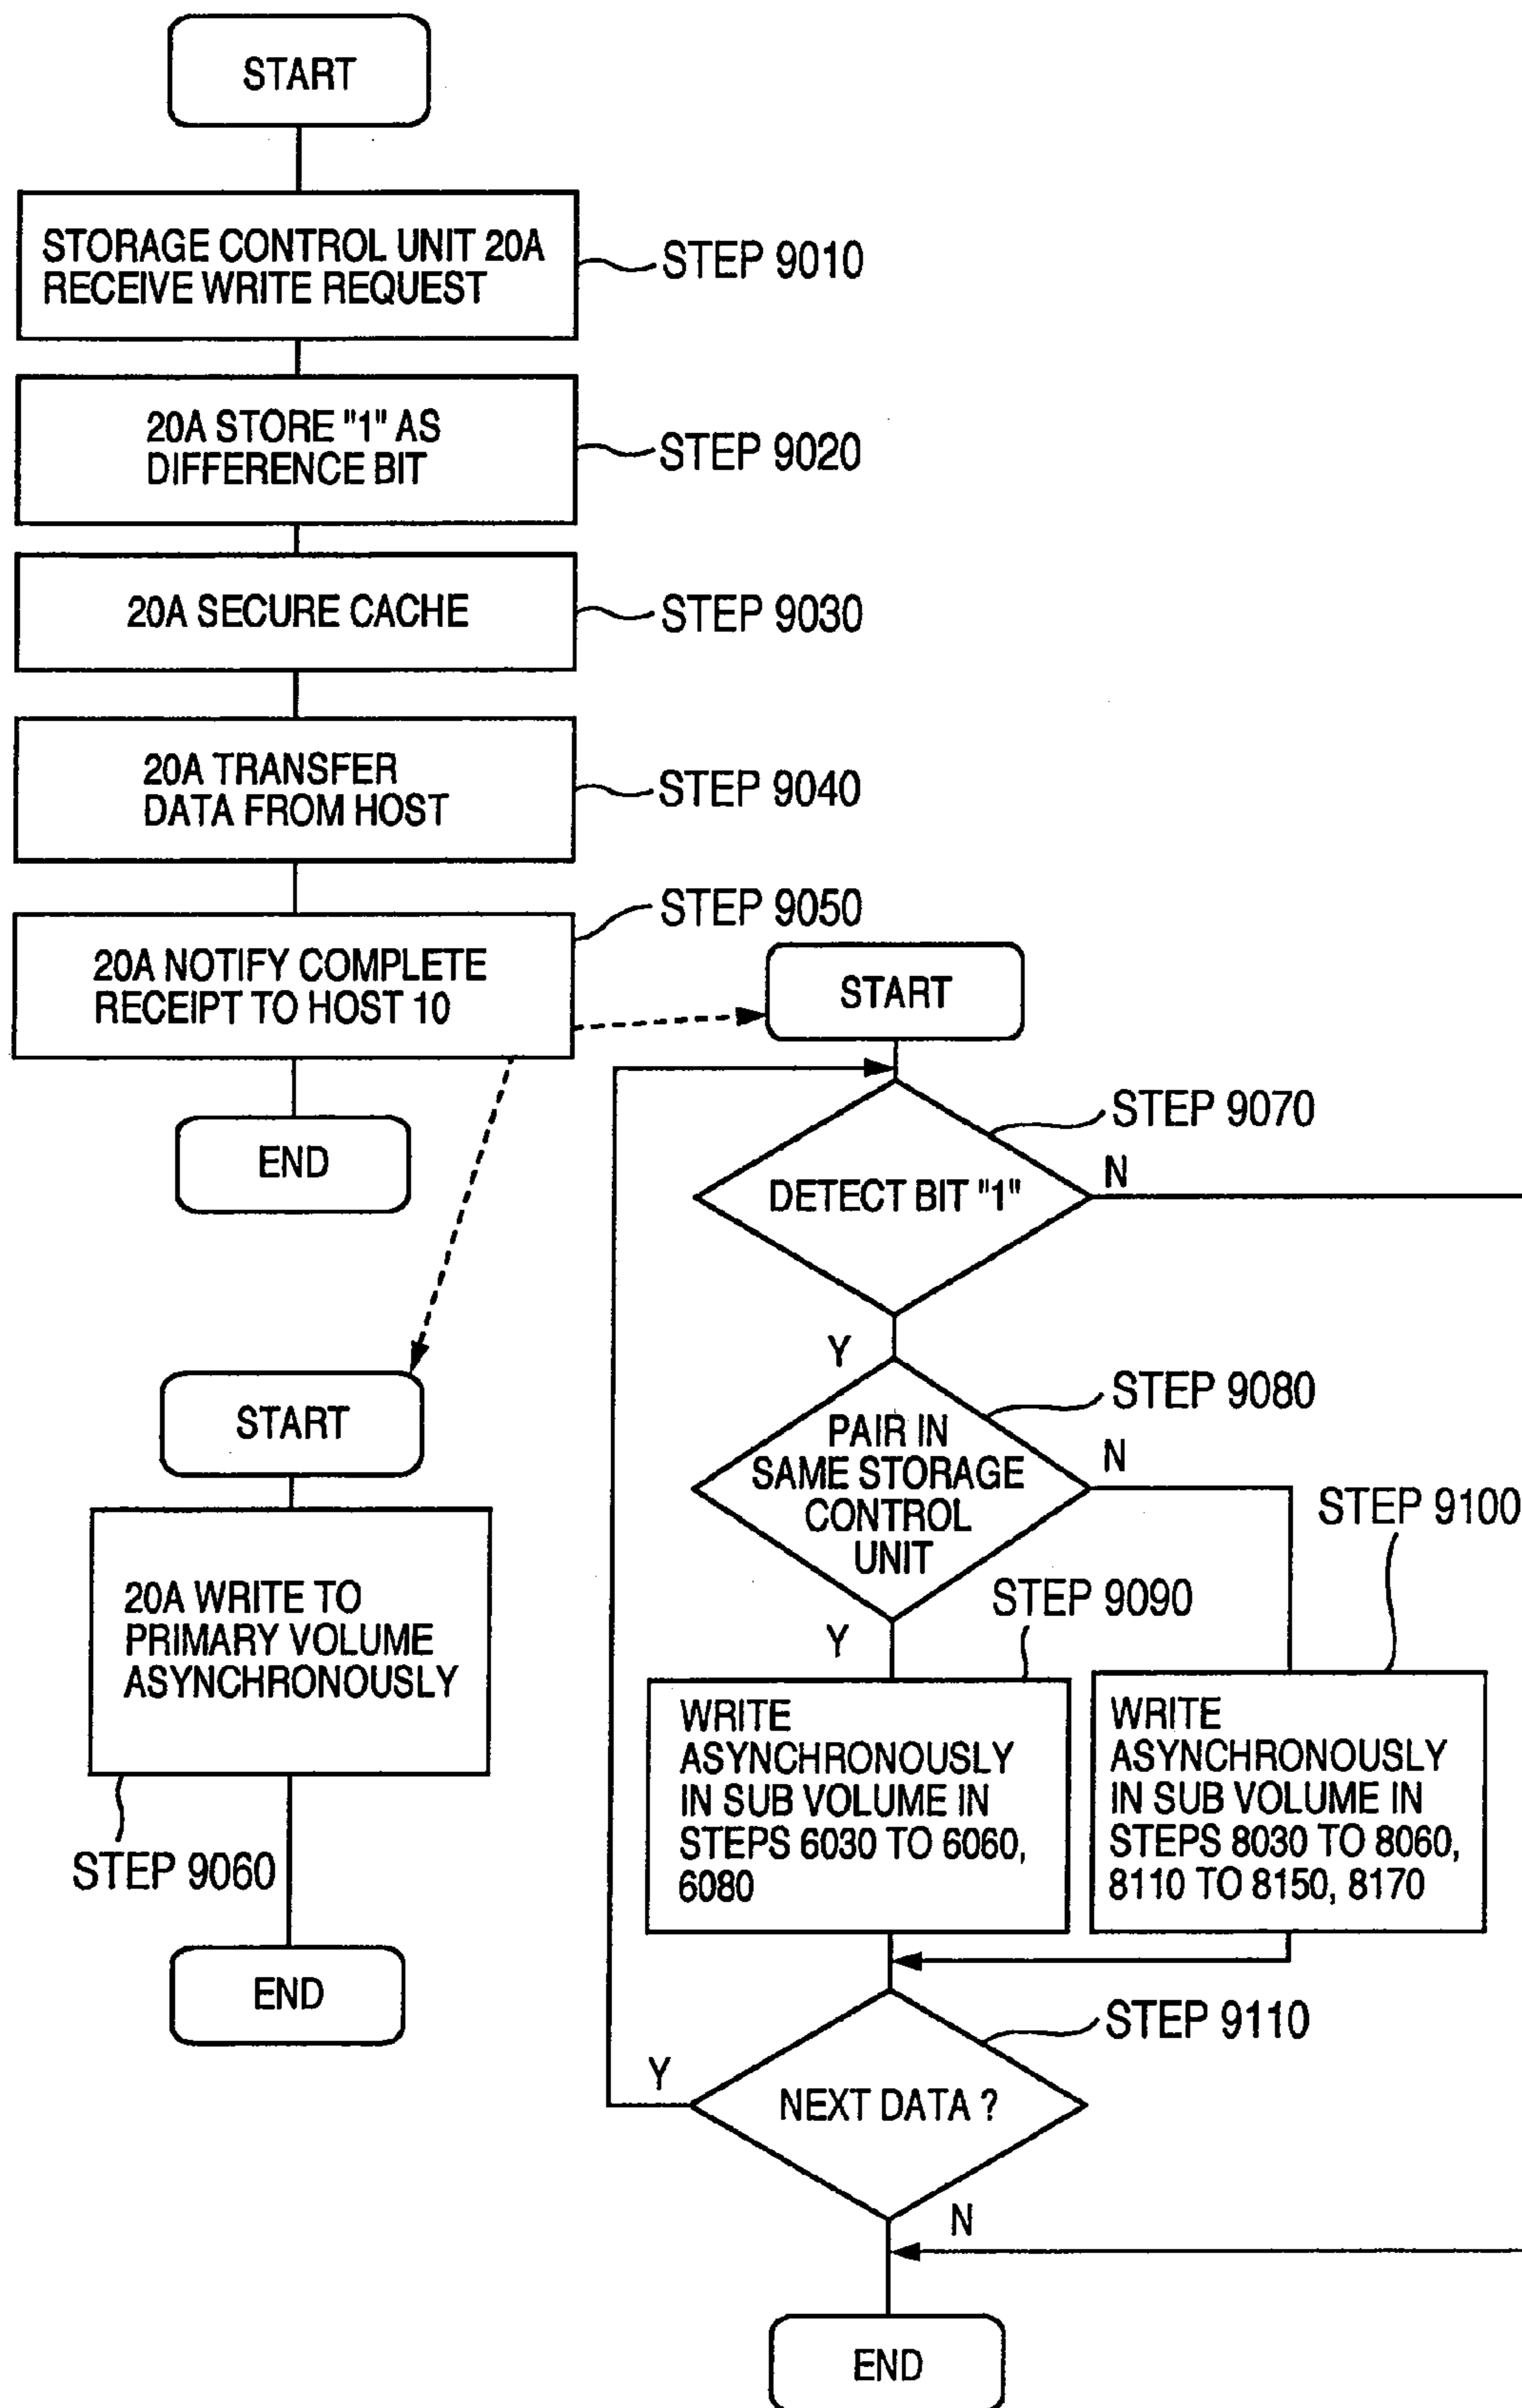 START
STORAGE CONTROL UNIT 20A
RECEIVE WRITE REQUEST
STEP 9010
20A STORE "1" AS
DIFFERENCE BIT
STEP 9020
20A SECURE CACHE
STEP 9030
20A TRANSFER
DATA FROM HOST
STEP 9040
20A NOTIFY COMPLETE
RECEIPT TO HOST 10
STEP 9050
END
START
20A WRITE TO
PRIMARY VOLUME
ASYNCHRONOUSLY
STEP 9060
END
START
DETECT BIT "1"
STEP 9070
N
Y
PAIR IN
SAME STORAGE
CONTROL
UNIT
STEP 9080
N
Y
STEP 9090
WRITE
ASYNCHRONOUSLY
IN SUB VOLUME IN
STEPS 6030 TO 6060,
6080
STEP 9100
WRITE
ASYNCHRONOUSLY
IN SUB VOLUME IN
STEPS 8030 TO 8060,
8110 TO 8150, 8170
NEXT DATA ?
STEP 9110
Y
N
END